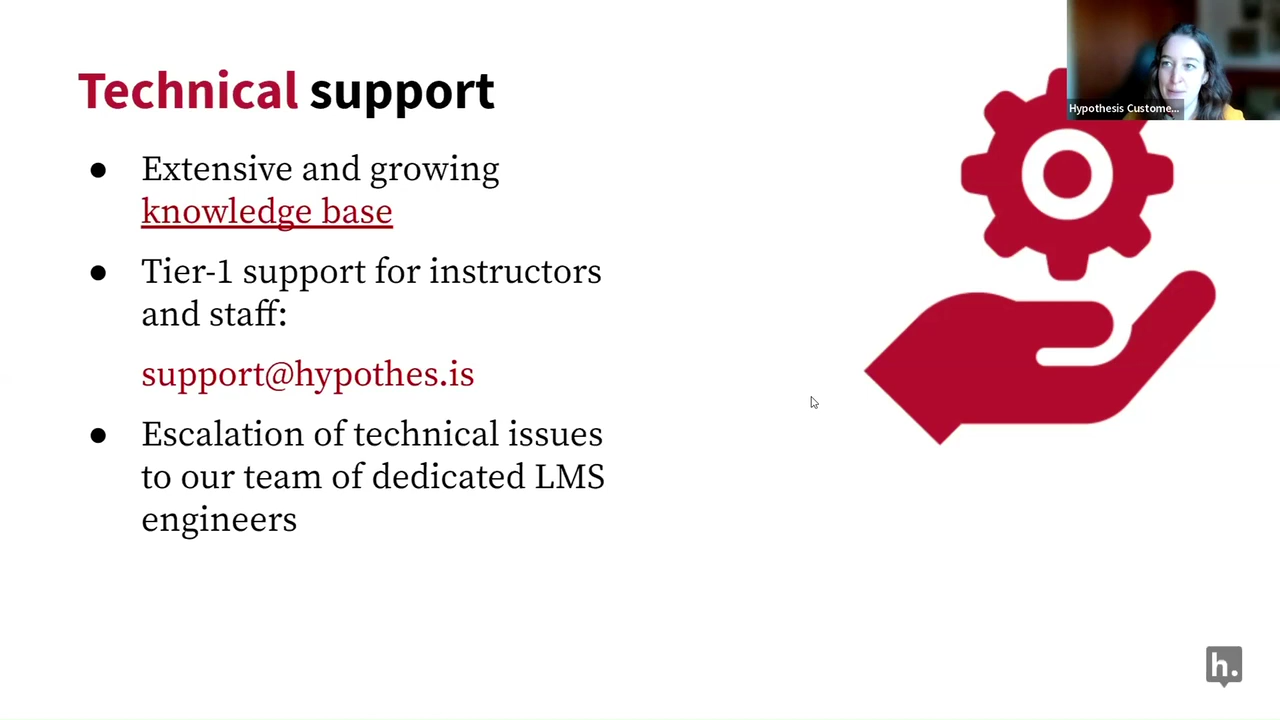 Technical support
Hypothesis Custome...
● Extensive and growing
knowledge base
● Tier-1 support for instructors
and staff:
support@hypothes.is
● Escalation of technical issues
to our team of dedicated LMS
engineers
h.